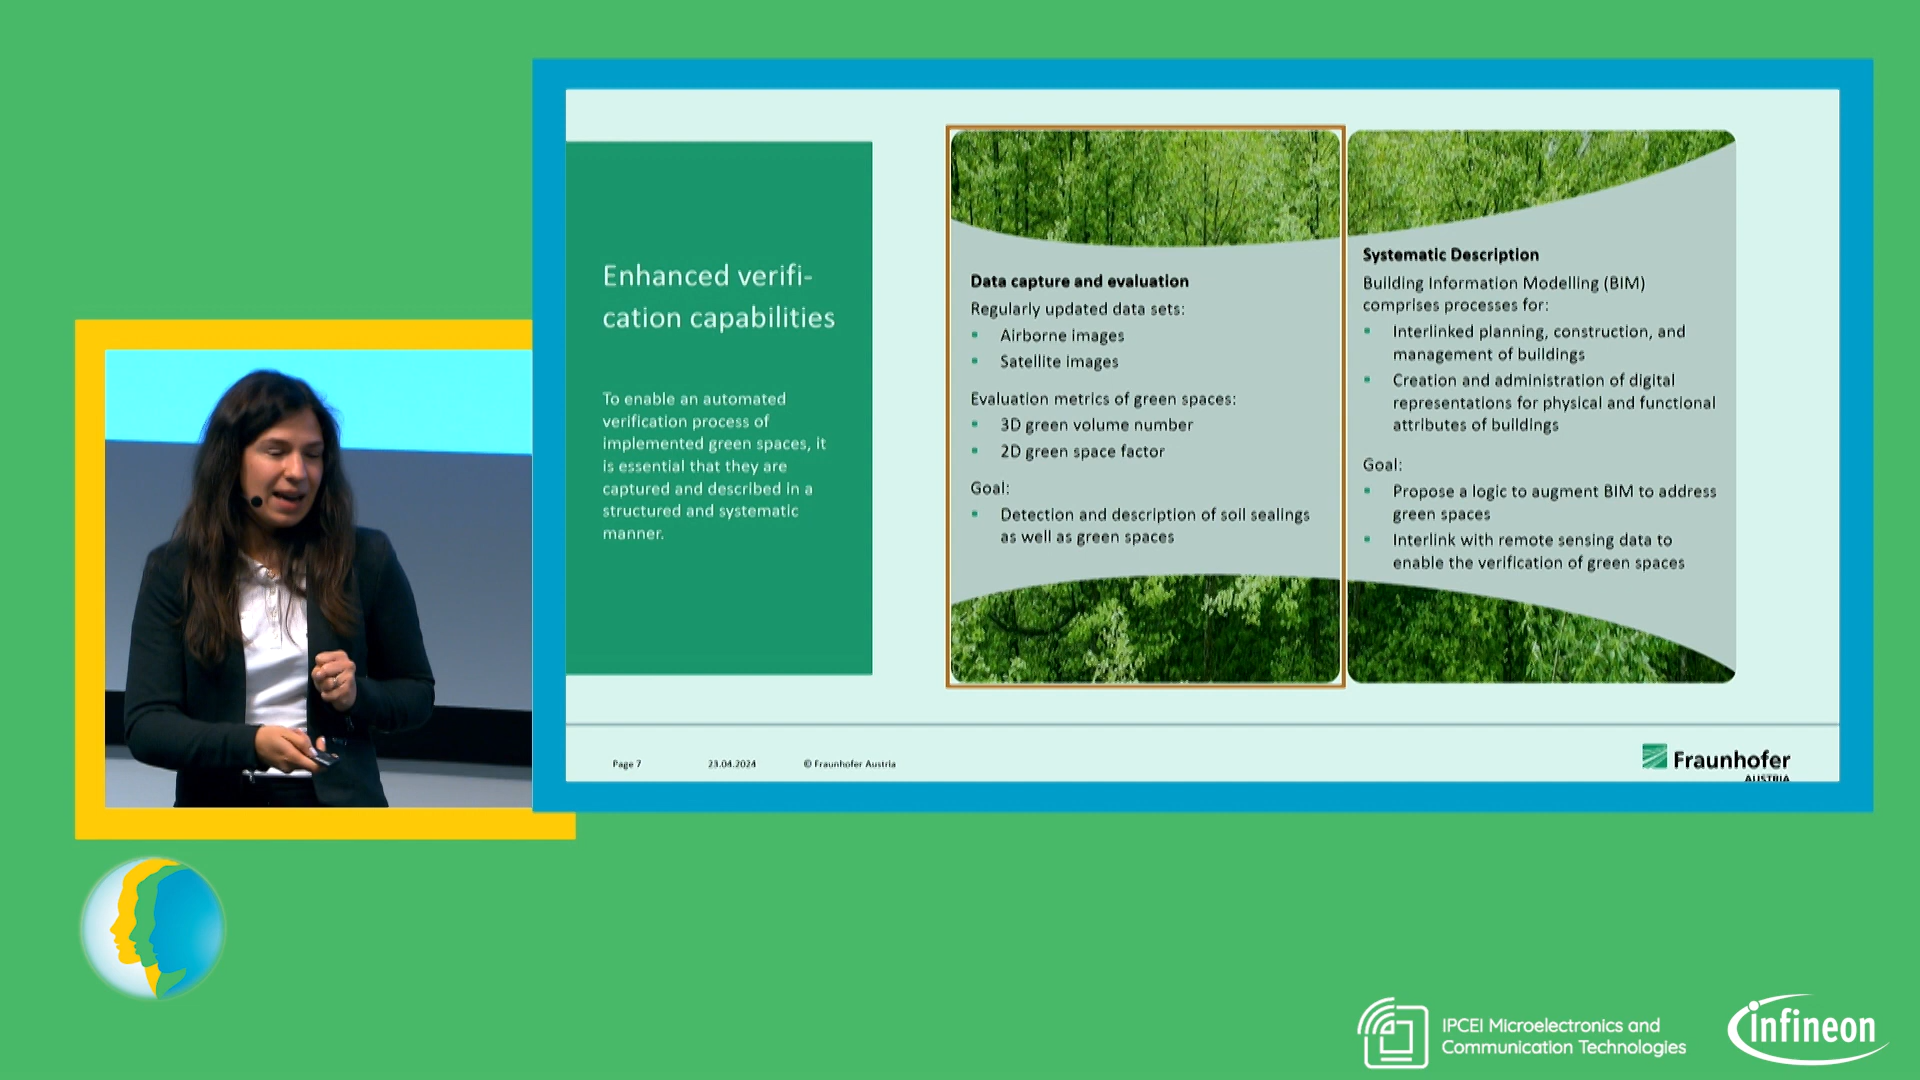 Enhanced verifi-
cation capabilities
To enable an automated
verification process of
implemented green spaces, it
is essential that they are
captured and described in a
structured and systematic
manner.
Data capture and evaluation
Regularly updated data sets:
▪ Airborne images
▪ Satellite images
Evaluation metrics of green spaces:
▪ 3D green volume number
▪ 2D green space factor
Goal:
▪ Detection and description of soil sealings
as well as green spaces
Systematic Description
Building Information Modelling (BIM)
comprises processes for:
▪ Interlinked planning, construction, and
management of buildings
▪ Creation and administration of digital
representations for physical and functional
attributes of buildings
Goal:
▪ Propose a logic to augment BIM to address
green spaces
▪ Interlink with remote sensing data to
enable the verification of green spaces
Page 7 23.04.2024 © Fraunhofer Austria
Fraunhofer
AUSTRIA
IPCEI Microelectronics and
Communication Technologies
infineon